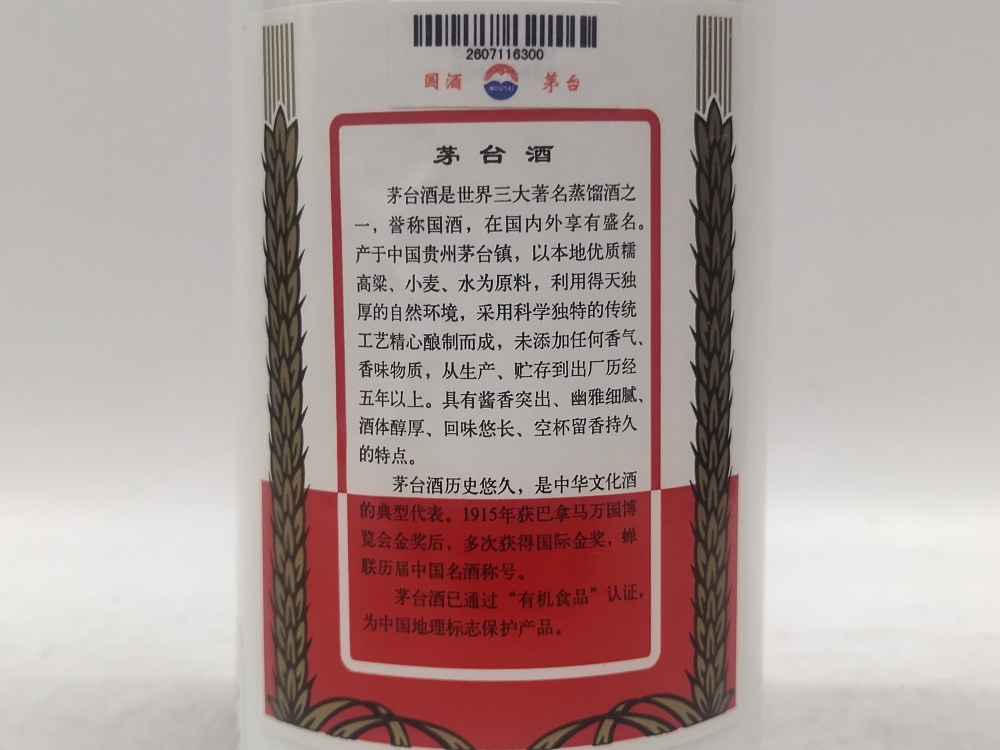 2607116300
国酒 MOUTAI 茅台
茅台酒
茅台酒是世界三大著名蒸馏酒之
一，誉称国酒，在国内外享有盛名。
产于中国贵州茅台镇，以本地优质糯
高粱、小麦、水为原料，利用得天独
厚的自然环境，采用科学独特的传统
工艺精心酿制而成，未添加任何香气、
香味物质，从生产、贮存到出厂历经
五年以上。具有酱香突出、幽雅细腻、
酒体醇厚、回味悠长、空杯留香持久
的特点。
茅台酒历史悠久，是中华文化酒
的典型代表。1915年获巴拿马万国博
览会金奖后，多次获得国际金奖，蝉
联历届中国名酒称号。
茅台酒已通过“有机食品”认证，
为中国地理标志保护产品。